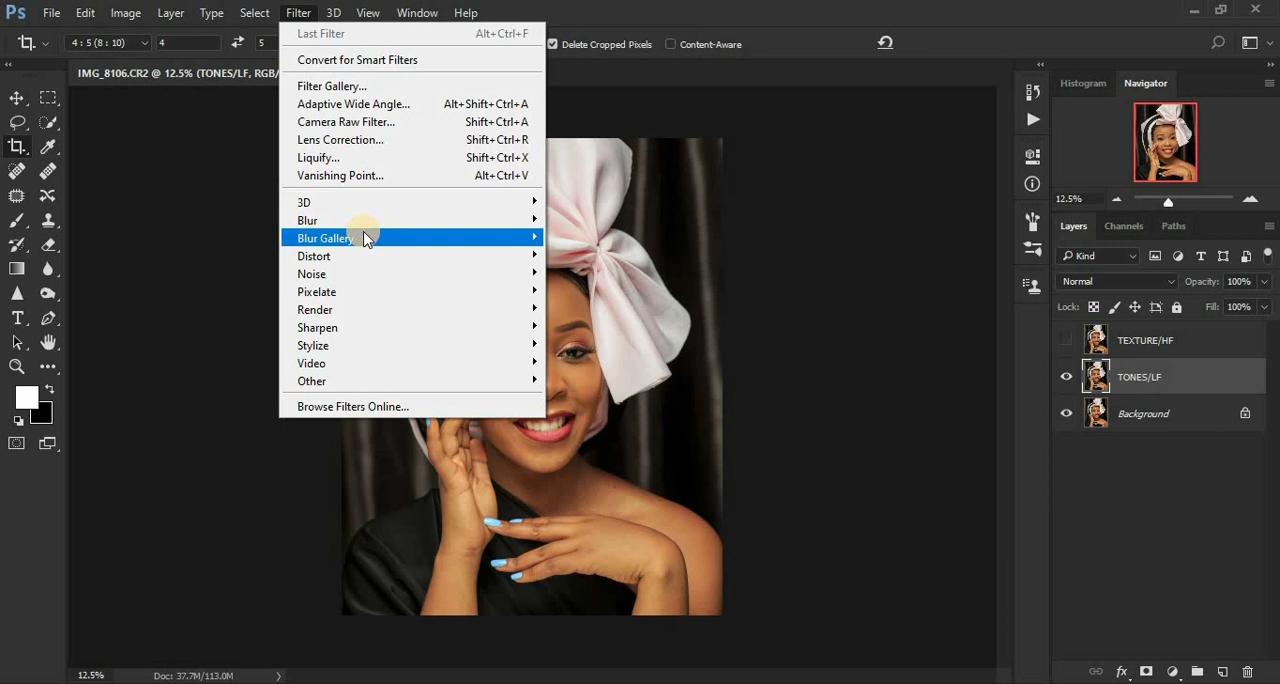 Ps File Edit Image Layer Type Select Filter 3D View Window Help
4 : 5 (8 : 10) 4 5 Delete Cropped Pixels Content-Aware
IMG_8106.CR2 @ 12.5% (TONES/LF, RGB/
Last Filter Alt+Ctrl+F
Convert for Smart Filters
Filter Gallery...
Adaptive Wide Angle... Alt+Shift+Ctrl+A
Camera Raw Filter... Shift+Ctrl+A
Lens Correction... Shift+Ctrl+R
Liquify... Shift+Ctrl+X
Vanishing Point... Alt+Ctrl+V
3D
Blur
Blur Gallery
Distort
Noise
Pixelate
Render
Sharpen
Stylize
Video
Other
Browse Filters Online...
Histogram Navigator
12.5%
Layers Channels Paths
Kind
Normal Opacity: 100%
Lock: Fill: 100%
TEXTURE/HF
TONES/LF
Background
12.5% Doc: 37.7M/113.0M